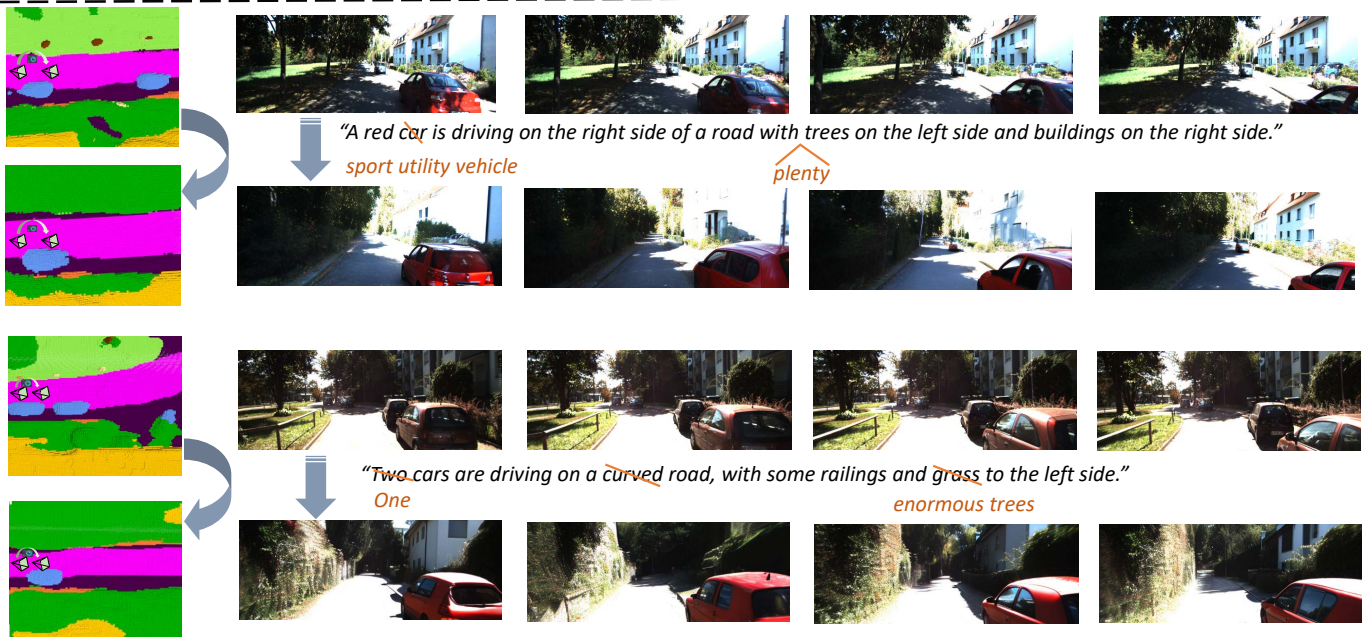 “A red car is driving on the right side of a road with trees on the left side and buildings on the right side.”
sport utility vehicle
plenty
“Two cars are driving on a curved road, with some railings and grass to the left side.”
One
enormous trees